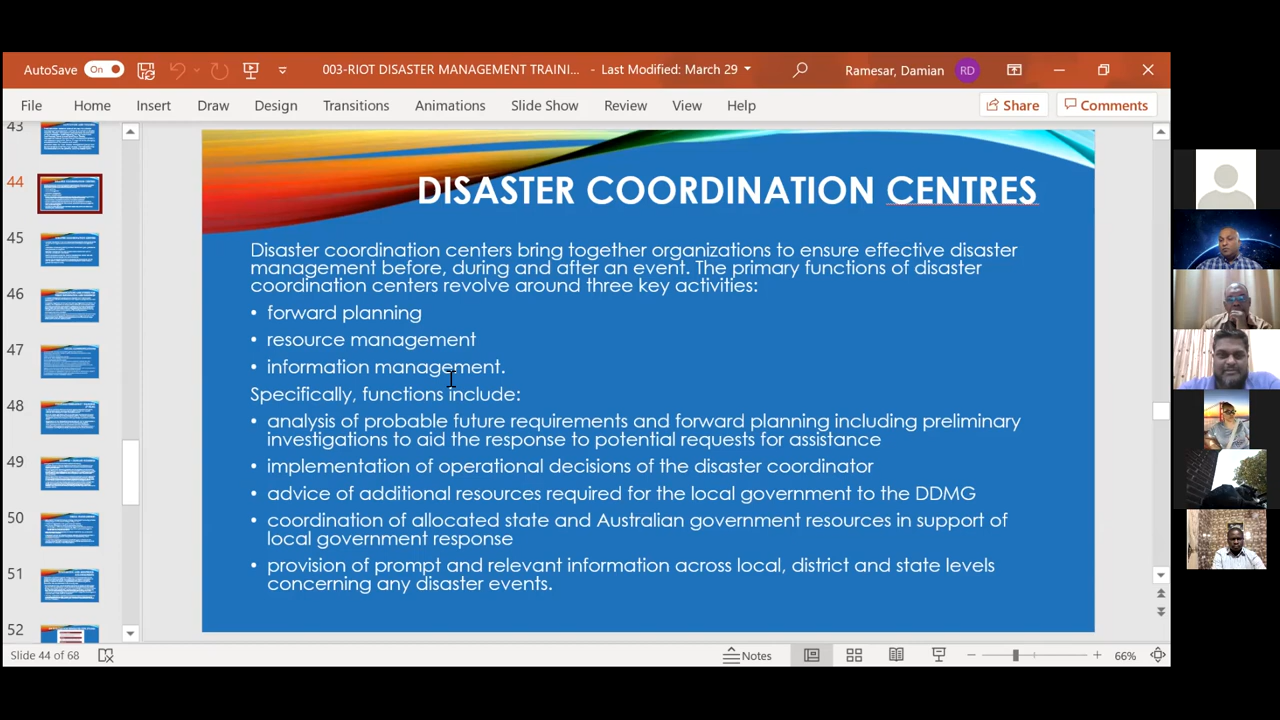 AutoSave On 003-RIOT DISASTER MANAGEMENT TRAINI... - Last Modified: March 29 Ramesar, Damian RD
File Home Insert Draw Design Transitions Animations Slide Show Review View Help Share Comments
43
44
45
46
47
48
49
50
51
52
DISASTER COORDINATION CENTRES
Disaster coordination centers bring together organizations to ensure effective disaster
management before, during and after an event. The primary functions of disaster
coordination centers revolve around three key activities:
• forward planning
• resource management
• information management.
Specifically, functions include:
• analysis of probable future requirements and forward planning including preliminary
investigations to aid the response to potential requests for assistance
• implementation of operational decisions of the disaster coordinator
• advice of additional resources required for the local government to the DDMG
• coordination of allocated state and Australian government resources in support of
local government response
• provision of prompt and relevant information across local, district and state levels
concerning any disaster events.
Slide 44 of 68 Notes 66%